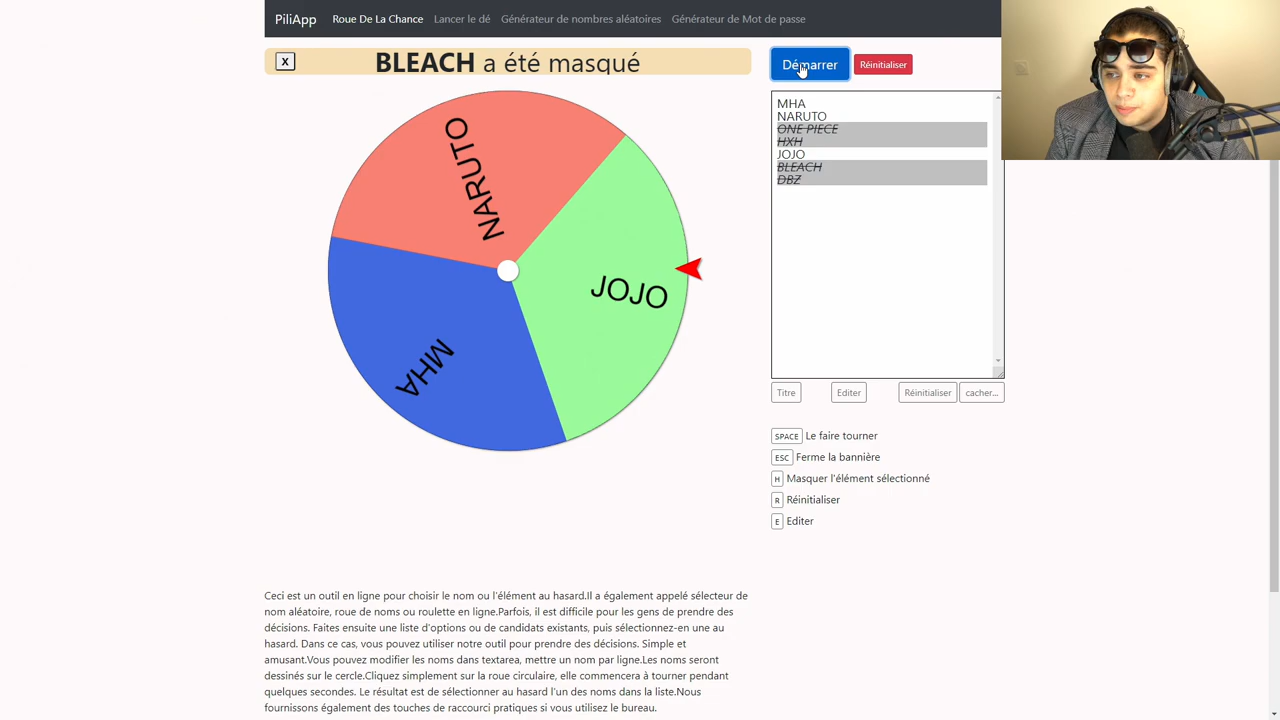 PiliApp Roue De La Chance Lancer le dé Générateur de nombres aléatoires Générateur de Mot de passe
X BLEACH a été masqué
Démarrer Réinitialiser
NARUTO
JOJO
MHA
MHA
NARUTO
ONE PIECE
HXH
JOJO
BLEACH
DBZ
Titre Editer Réinitialiser cacher...
SPACE Le faire tourner
ESC Ferme la bannière
H Masquer l'élément sélectionné
R Réinitialiser
E Editer
Ceci est un outil en ligne pour choisir le nom ou l'élément au hasard.Il a également appelé sélecteur de
nom aléatoire, roue de noms ou roulette en ligne.Parfois, il est difficile pour les gens de prendre des
décisions. Faites ensuite une liste d'options ou de candidats existants, puis sélectionnez-en une au
hasard. Dans ce cas, vous pouvez utiliser notre outil pour prendre des décisions. Simple et
amusant.Vous pouvez modifier les noms dans textarea, mettre un nom par ligne.Les noms seront
dessinés sur le cercle.Cliquez simplement sur la roue circulaire, elle commencera à tourner pendant
quelques secondes. Le résultat est de sélectionner au hasard l'un des noms dans la liste.Nous
fournissons également des touches de raccourci pratiques si vous utilisez le bureau.